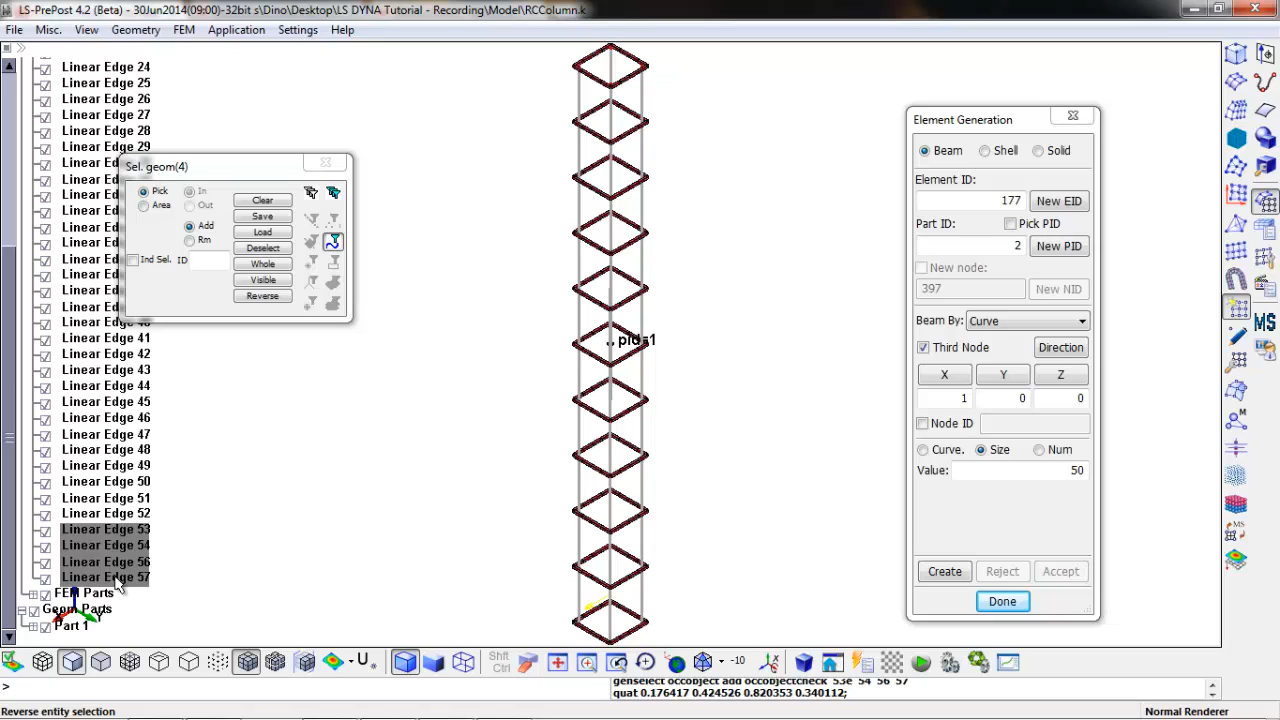 LS-PrePost 4.2 (Beta) - 30Jun2014(09:00)-32bit s\Dino\Desktop\LS DYNA Tutorial - Recording\Model\RCColumn.k
File Misc. View Geometry FEM Application Settings Help
Linear Edge 24
Linear Edge 25
Linear Edge 26
Linear Edge 27
Linear Edge 28
Linear Edge 29
Linear Edge 41
Linear Edge 42
Linear Edge 43
Linear Edge 44
Linear Edge 45
Linear Edge 46
Linear Edge 47
Linear Edge 48
Linear Edge 49
Linear Edge 50
Linear Edge 51
Linear Edge 52
Linear Edge 53
Linear Edge 54
Linear Edge 56
Linear Edge 57
FEM Parts
Geom Parts
Part 1
X Y
Sel. geom(4)
Pick In Clear
Area Out Save
Add Load
Rm Deselect
Ind Sel. ID Whole
Visible
Reverse
Element Generation
Beam Shell Solid
Element ID:
177 New EID
Part ID: Pick PID
2 New PID
New node:
397 New NID
Beam By: Curve
Third Node Direction
X Y Z
1 0 0
Node ID
Curve. Size Num
Value: 50
Create Reject Accept
Done
MS
M
MS
Shft
Ctrl
-10
>
genselect occobject add occobjectcheck 53e 54 56 57
quat 0.176417 0.424526 0.820353 0.340112;
Reverse entity selection
Normal Renderer